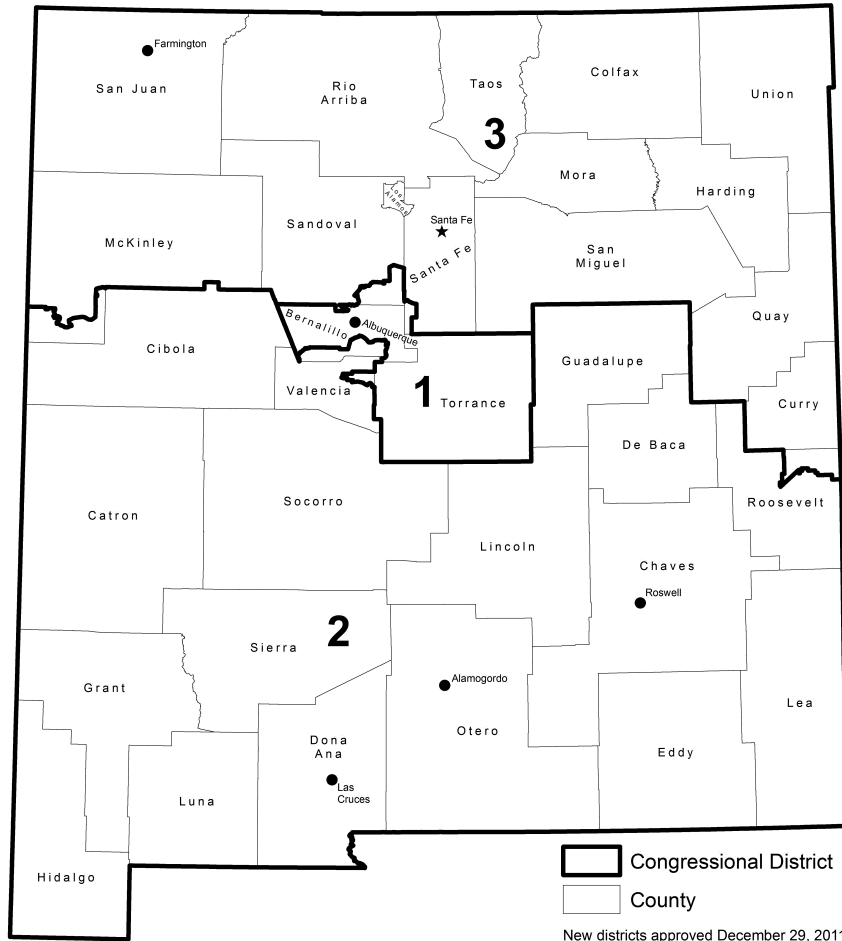 Farmington
San Juan
Rio
Arriba
Taos
Colfax
Union
3
Mora
Harding
Los
Alamos
Sandoval
Santa Fe
Santa Fe
McKinley
San
Miguel
Quay
Bernalillo
Albuquerque
Cibola
Guadalupe
Valencia
1
Torrance
Curry
De Baca
Catron
Socorro
Roosevelt
Lincoln
Chaves
Roswell
2
Sierra
Grant
Alamogordo
Lea
Otero
Dona
Ana
Eddy
Las
Cruces
Luna
Hidalgo
Congressional District
County
New districts approved December 29, 2011